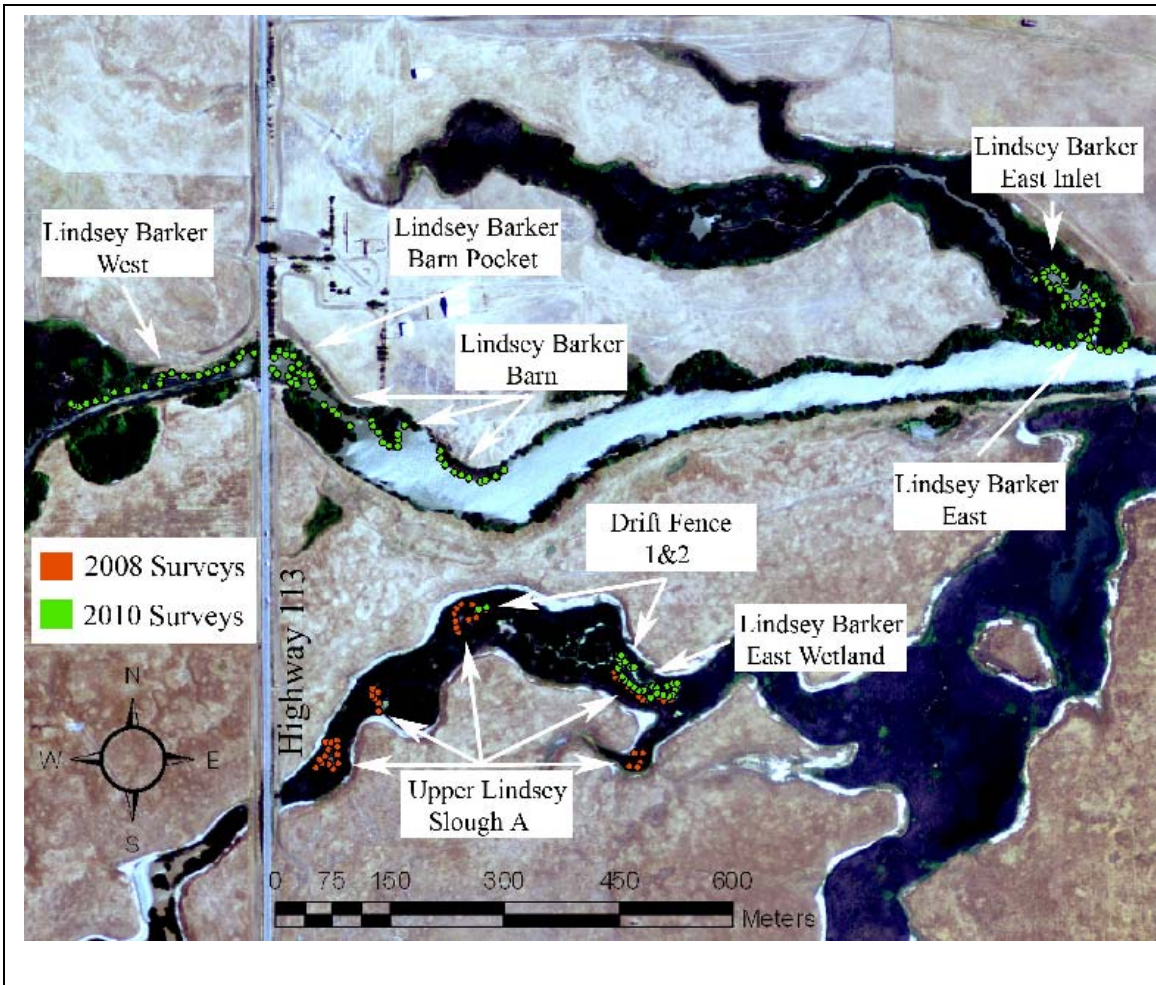 Lindsey Barker
East Inlet
Lindsey Barker
West
Lindsey Barker
Barn Pocket
Lindsey Barker
Barn
Lindsey Barker
East
Drift Fence
1&2
2008 Surveys
2010 Surveys
Highway 113
Lindsey Barker
East Wetland
N
W
E
S
Upper Lindsey
Slough A
0 75 150 300 450 600
Meters